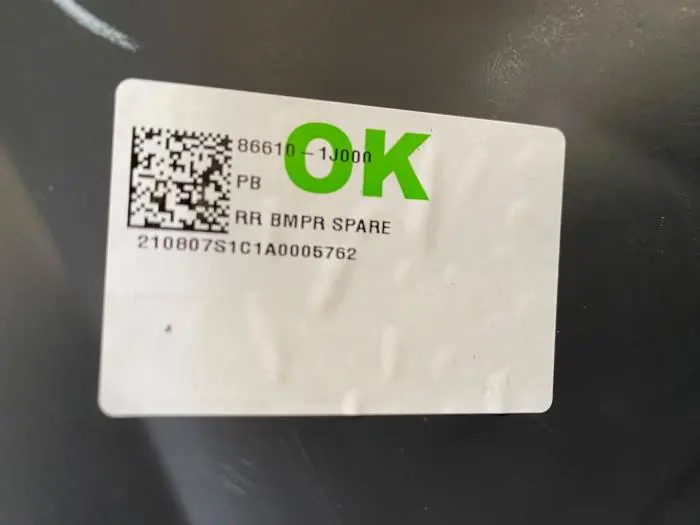 OK
86610-1J000
PB
RR BMPR SPARE
210807S1C1A0005762